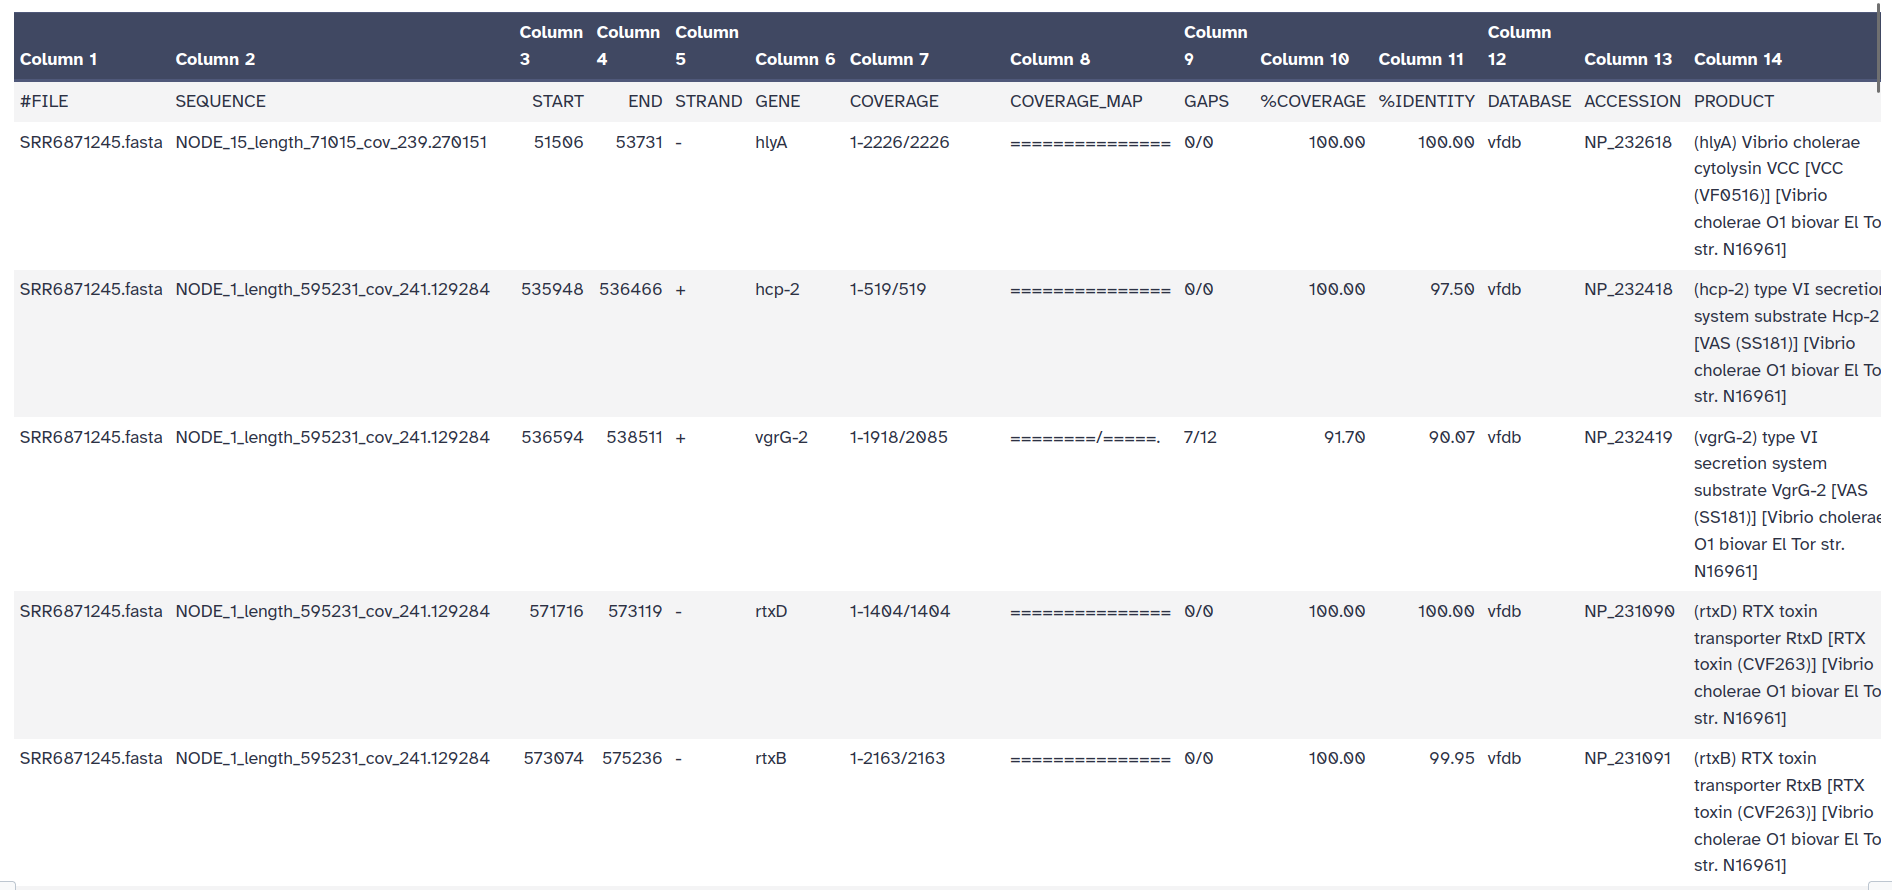 Column 1 Column 2 Column 3 Column 4 Column 5 Column 6 Column 7 Column 8 Column 9 Column 10 Column 11 Column 12 Column 13 Column 14
#FILE SEQUENCE START END STRAND GENE COVERAGE COVERAGE_MAP GAPS %COVERAGE %IDENTITY DATABASE ACCESSION PRODUCT
SRR6871245.fasta NODE_15_length_71015_cov_239.270151 51506 53731 - hlyA 1-2226/2226 =============== 0/0 100.00 100.00 vfdb NP_232618 (hlyA) Vibrio cholerae
cytolysin VCC [VCC
(VF0516)] [Vibrio
cholerae O1 biovar El To
str. N16961]
SRR6871245.fasta NODE_1_length_595231_cov_241.129284 535948 536466 + hcp-2 1-519/519 =============== 0/0 100.00 97.50 vfdb NP_232418 (hcp-2) type VI secretion
system substrate Hcp-2
[VAS (SS181)] [Vibrio
cholerae O1 biovar El To
str. N16961]
SRR6871245.fasta NODE_1_length_595231_cov_241.129284 536594 538511 + vgrG-2 1-1918/2085 ========/=====. 7/12 91.70 90.07 vfdb NP_232419 (vgrG-2) type VI
secretion system
substrate VgrG-2 [VAS
(SS181)] [Vibrio cholerae
O1 biovar El Tor str.
N16961]
SRR6871245.fasta NODE_1_length_595231_cov_241.129284 571716 573119 - rtxD 1-1404/1404 =============== 0/0 100.00 100.00 vfdb NP_231090 (rtxD) RTX toxin
transporter RtxD [RTX
toxin (CVF263)] [Vibrio
cholerae O1 biovar El To
str. N16961]
SRR6871245.fasta NODE_1_length_595231_cov_241.129284 573074 575236 - rtxB 1-2163/2163 =============== 0/0 100.00 99.95 vfdb NP_231091 (rtxB) RTX toxin
transporter RtxB [RTX
toxin (CVF263)] [Vibrio
cholerae O1 biovar El To
str. N16961]